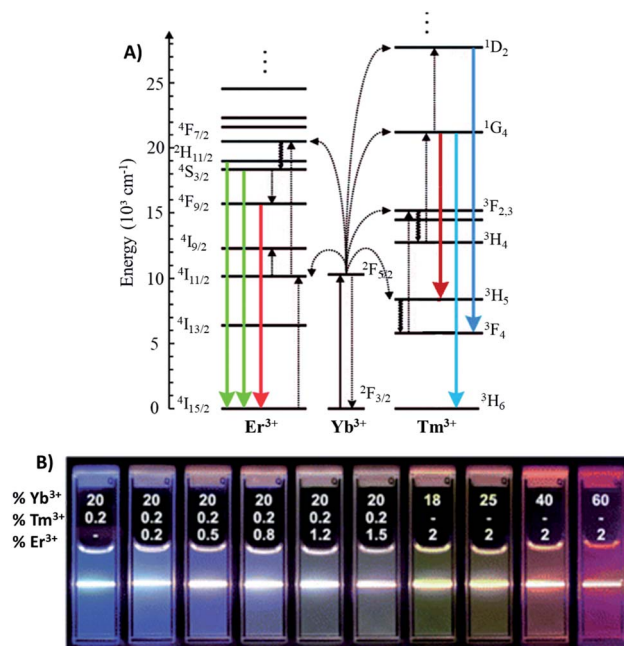 A)
Energy (10³ cm⁻¹)
25
20
15
10
5
0
⁴F₇/₂
²H₁₁/₂
⁴S₃/₂
⁴F₉/₂
⁴I₉/₂
⁴I₁₁/₂
⁴I₁₃/₂
⁴I₁₅/₂
²F₅/₂
²F₃/₂
¹D₂
¹G₄
³F₂,₃
³H₄
³H₅
³F₄
³H₆
Er³⁺ Yb³⁺ Tm³⁺
B)
% Yb³⁺ 20 20 20 20 20 20 18 25 40 60
% Tm³⁺ 0.2 0.2 0.2 0.2 0.2 0.2 - - - -
% Er³⁺ - 0.2 0.5 0.8 1.2 1.5 2 2 2 2